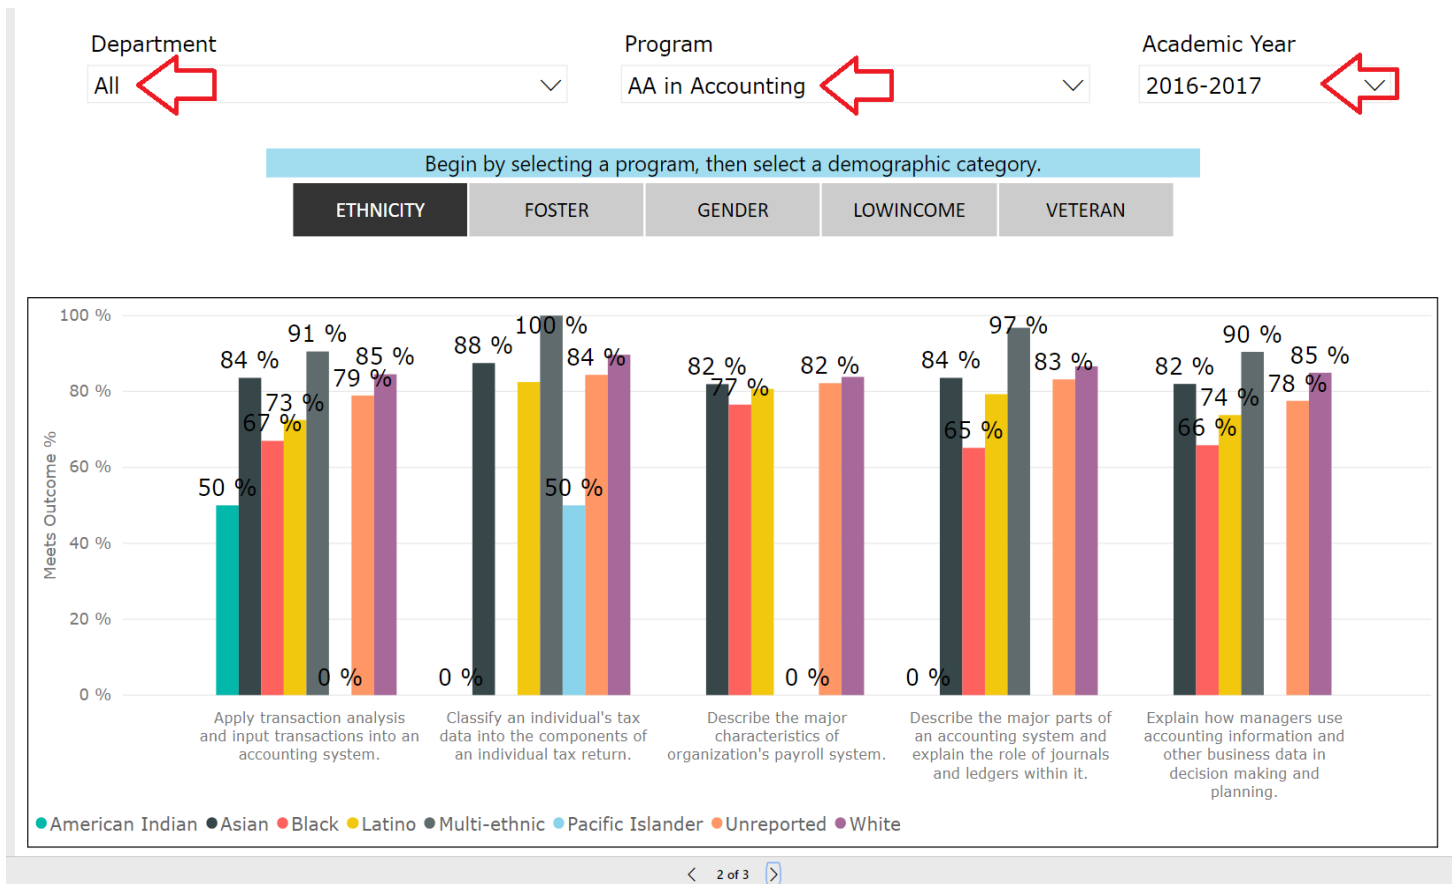 Department
Program
Academic Year
All
AA in Accounting
2016-2017
Begin by selecting a program, then select a demographic category.
ETHNICITY
FOSTER
GENDER
LOWINCOME
VETERAN
Meets Outcome %
100 %
80 %
60 %
40 %
20 %
0 %
50 %
84 %
67 %
73 %
91 %
0 %
79 %
85 %
0 %
88 %
100 %
50 %
84 %
82 %
77 %
0 %
82 %
0 %
84 %
65 %
97 %
83 %
82 %
66 %
74 %
90 %
78 %
85 %
Apply transaction analysis
and input transactions into an
accounting system.
Classify an individual's tax
data into the components of
an individual tax return.
Describe the major
characteristics of
organization's payroll system.
Describe the major parts of
an accounting system and
explain the role of journals
and ledgers within it.
Explain how managers use
accounting information and
other business data in
decision making and
planning.
American Indian Asian Black Latino Multi-ethnic Pacific Islander Unreported White
2 of 3